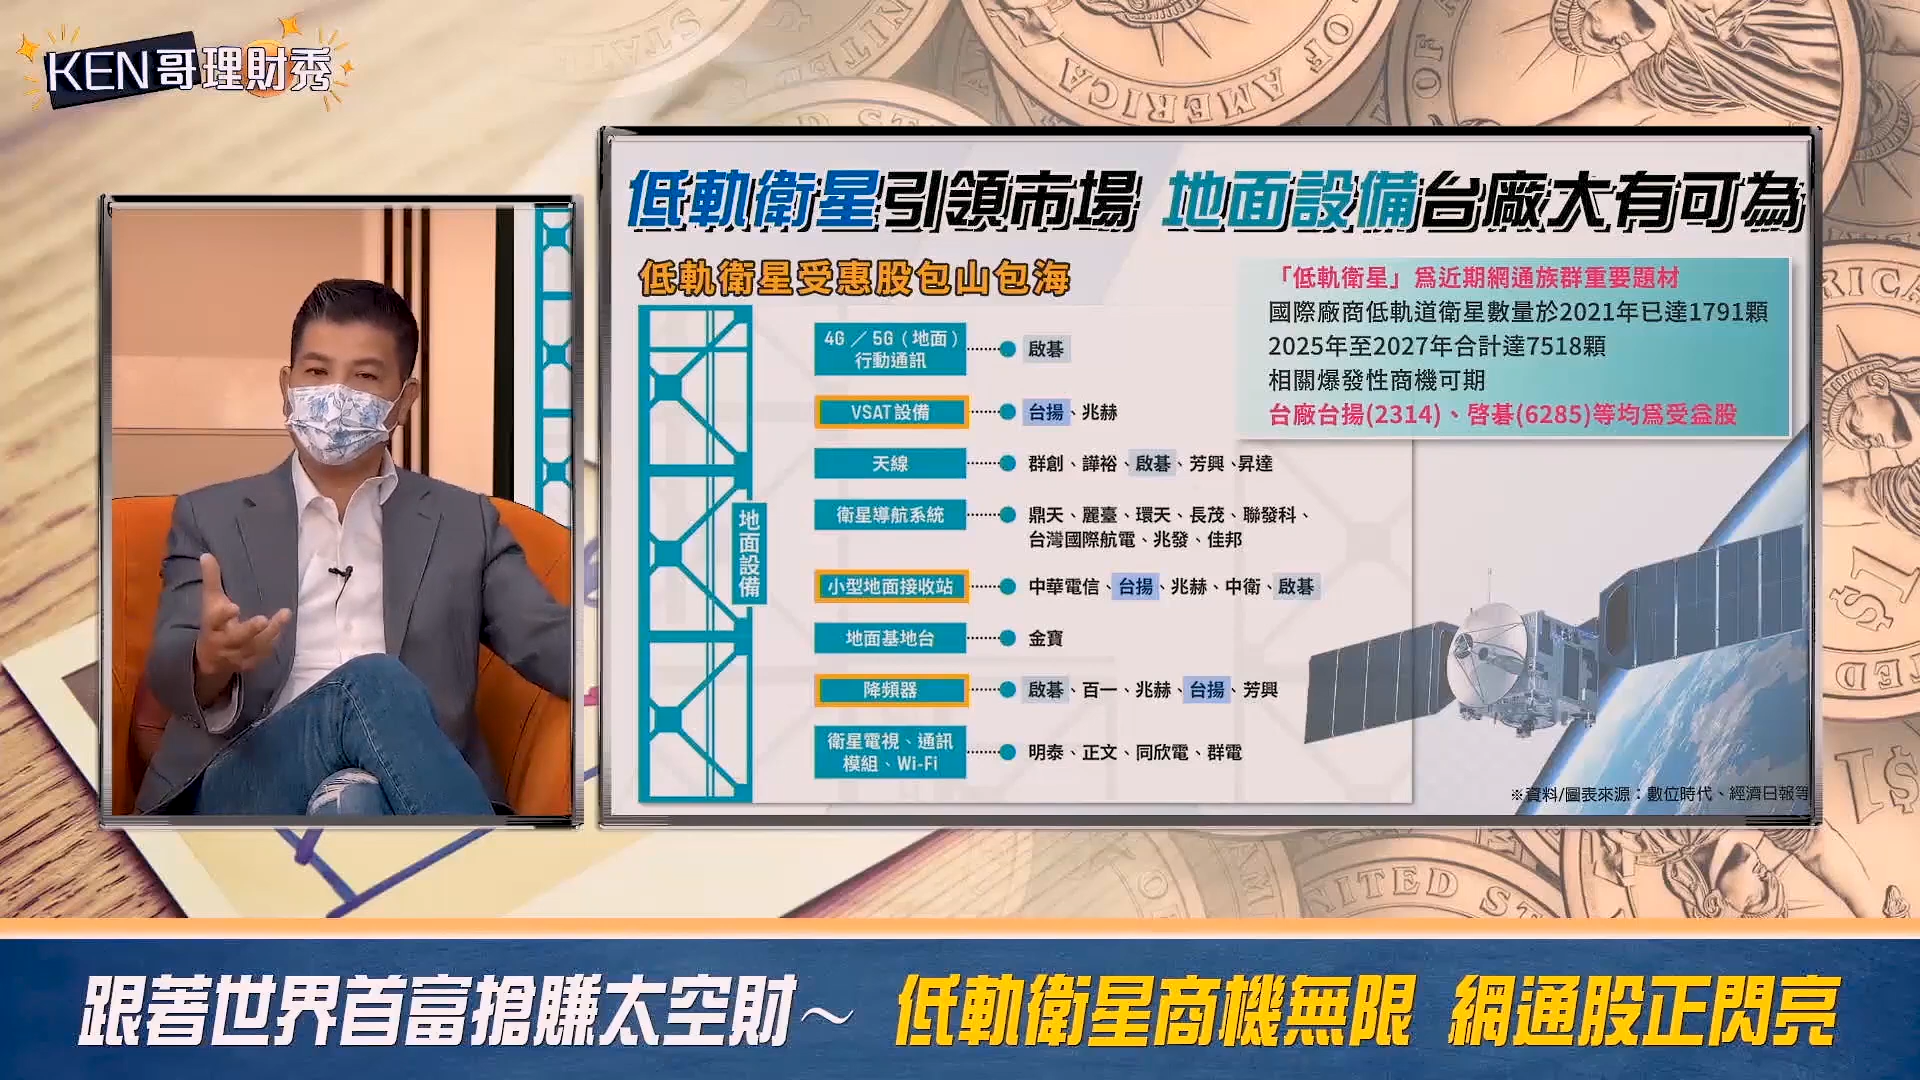 KEN哥理財秀
低軌衛星引領市場 地面設備台廠大有可為
低軌衛星受惠股包山包海
「低軌衛星」為近期網通族群重要題材
國際廠商低軌道衛星數量於2021年已達1791顆
2025年至2027年合計達7518顆
相關爆發性商機可期
台廠台揚(2314)、啓碁(6285)等均為受益股
地面設備
4G ／ 5G（地面）
行動通訊
啟碁
VSAT設備
台揚、兆赫
天線
群創、譁裕、啟碁、芳興、昇達
衛星導航系統
鼎天、麗臺、環天、長茂、聯發科、
台灣國際航電、兆發、佳邦
小型地面接收站
中華電信、台揚、兆赫、中衛、啟碁
地面基地台
金寶
降頻器
啟碁、百一、兆赫、台揚、芳興
衛星電視、通訊
模組、Wi-Fi
明泰、正文、同欣電、群電
※資料/圖表來源：數位時代、經濟日報等
跟著世界首富搶賺太空財～ 低軌衛星商機無限 網通股正閃亮